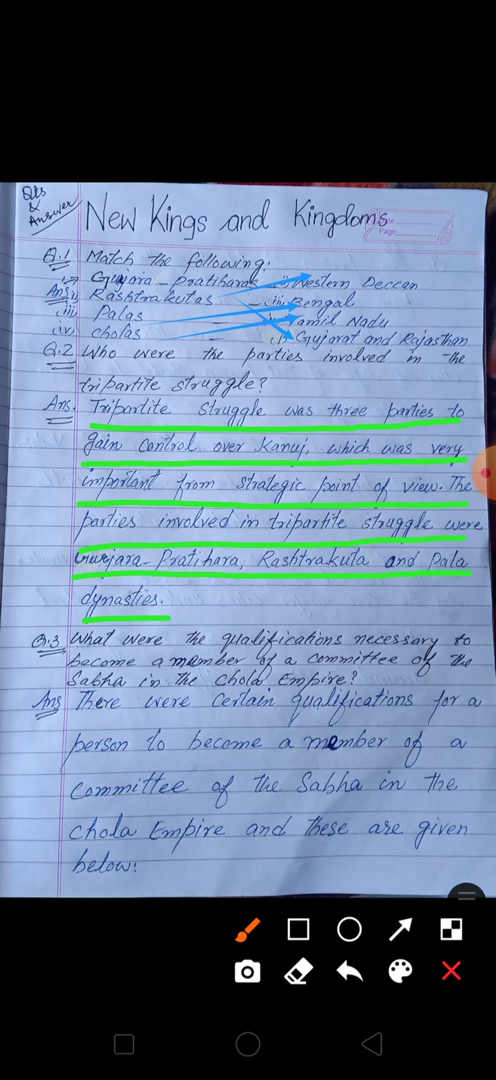 Qts
&
Answer
New Kings and Kingdoms
Page
Q.1 Match the following:
Gujara - Pratiharas - ii Western Deccan
Ans: Rashtrakutas - iii Bengal
iii) Palas - Tamil Nadu
(iv) cholas - Gujarat and Rajasthan
Q.2 Who were the parties involved in the
tripartite struggle?
Ans. Tripartite Struggle was three parties to
gain control over Kanuj, which was very
important from strategic point of view. The
parties involved in tripartite struggle were
Gurjara-Pratihara, Rashtrakuta and Pala
dynasties.
Q.3 What were the qualifications necessary to
become a member of a committee of the
Sabha in the Chola Empire?
Ans There were certain qualifications for a
person to become a member of a
Committee of the Sabha in the
Chola Empire and these are given
below: